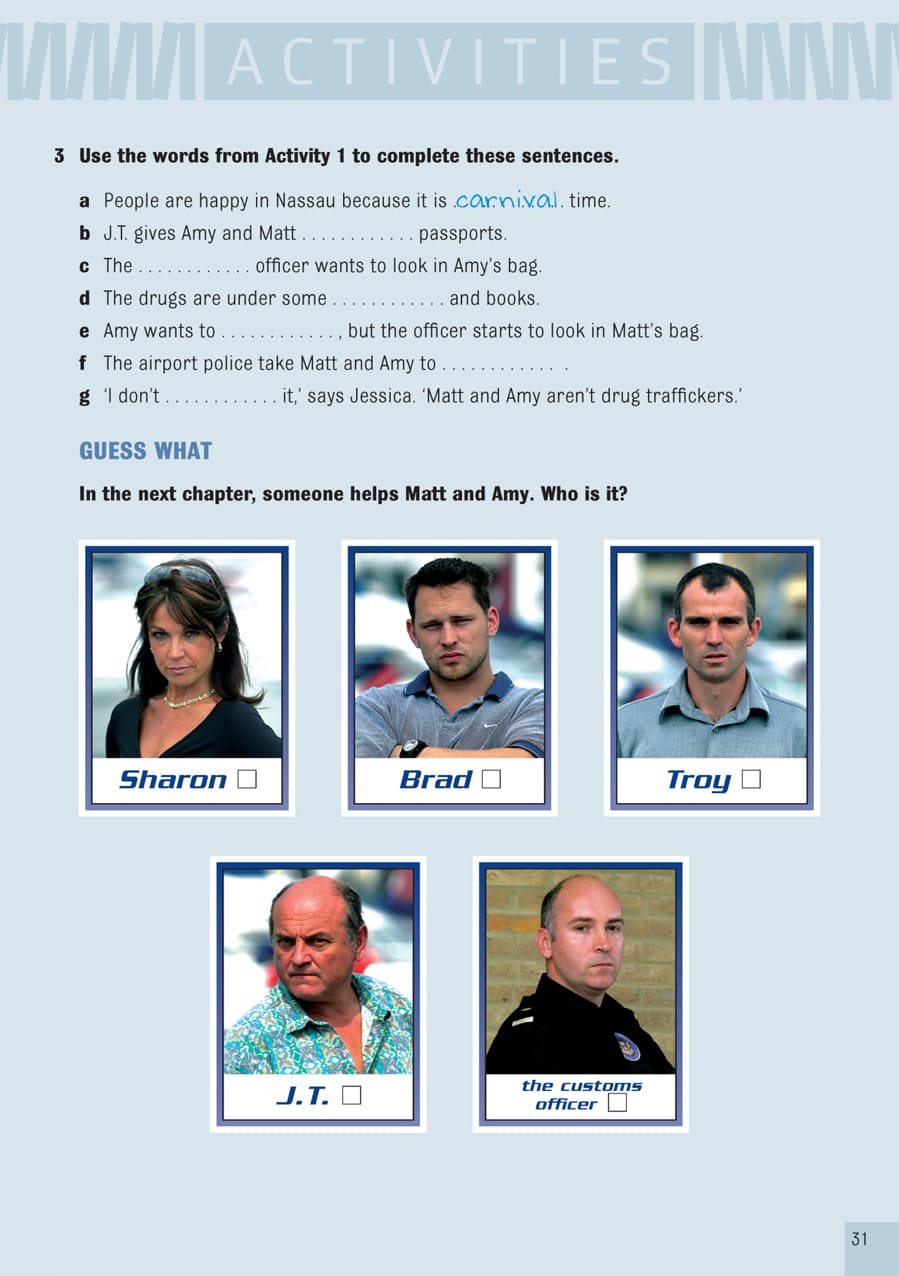 ACTIVITIES
3 Use the words from Activity 1 to complete these sentences.
a People are happy in Nassau because it is .carnival. time.
b J.T. gives Amy and Matt . . . . . . . . . . . . passports.
c The . . . . . . . . . . . . officer wants to look in Amy’s bag.
d The drugs are under some . . . . . . . . . . . . and books.
e Amy wants to . . . . . . . . . . . . , but the officer starts to look in Matt’s bag.
f The airport police take Matt and Amy to . . . . . . . . . . . . .
g ‘I don’t . . . . . . . . . . . . it,’ says Jessica. ‘Matt and Amy aren’t drug traffickers.’
GUESS WHAT
In the next chapter, someone helps Matt and Amy. Who is it?
Sharon
Brad
Troy
J.T.
the customs
officer
31